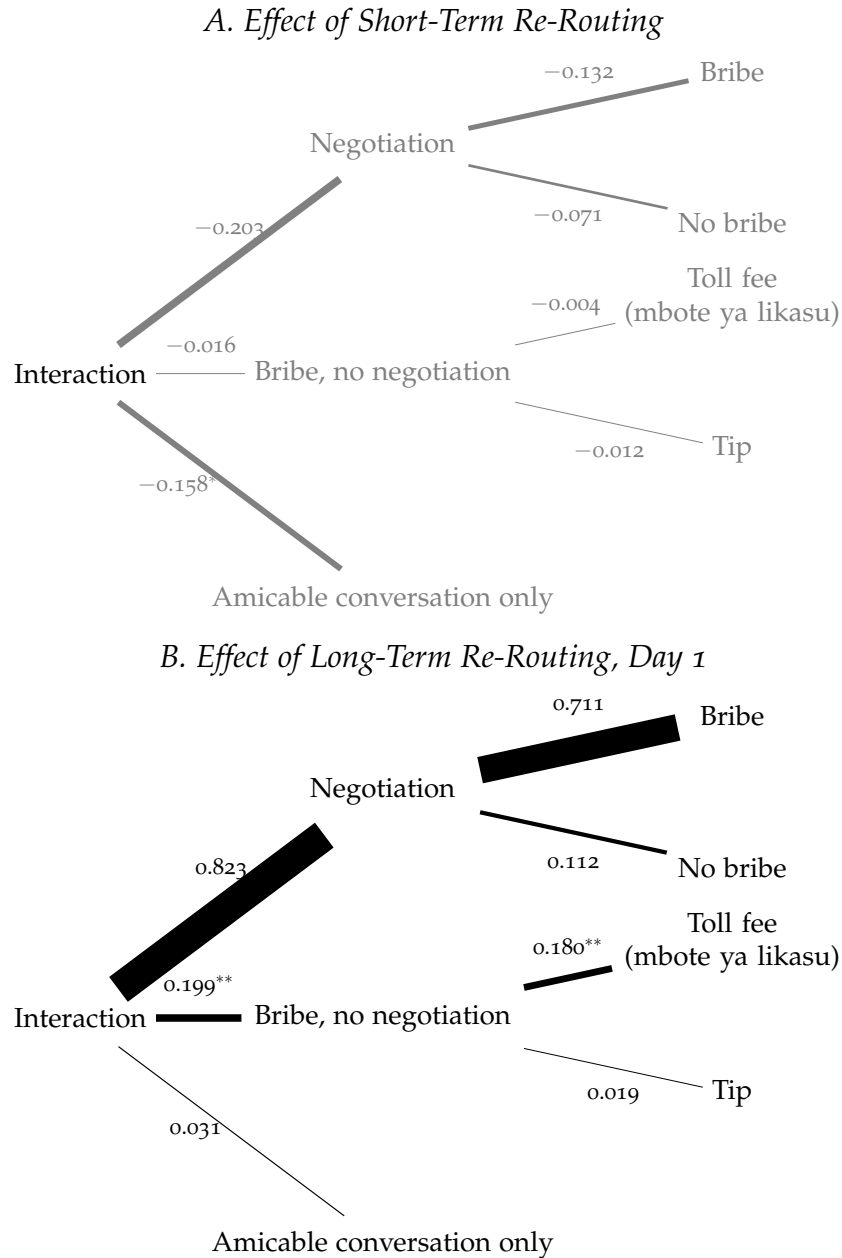 A. Effect of Short-Term Re-Routing
−0.132
Bribe
Negotiation
−0.203
−0.071
No bribe
Toll fee
(mbote ya likasu)
−0.004
−0.016
Interaction
Bribe, no negotiation
−0.012
Tip
−0.158*
Amicable conversation only
B. Effect of Long-Term Re-Routing, Day 1
0.711
Bribe
Negotiation
0.823
0.112
No bribe
Toll fee
(mbote ya likasu)
0.180**
0.199**
Interaction
Bribe, no negotiation
0.019
Tip
0.031
Amicable conversation only